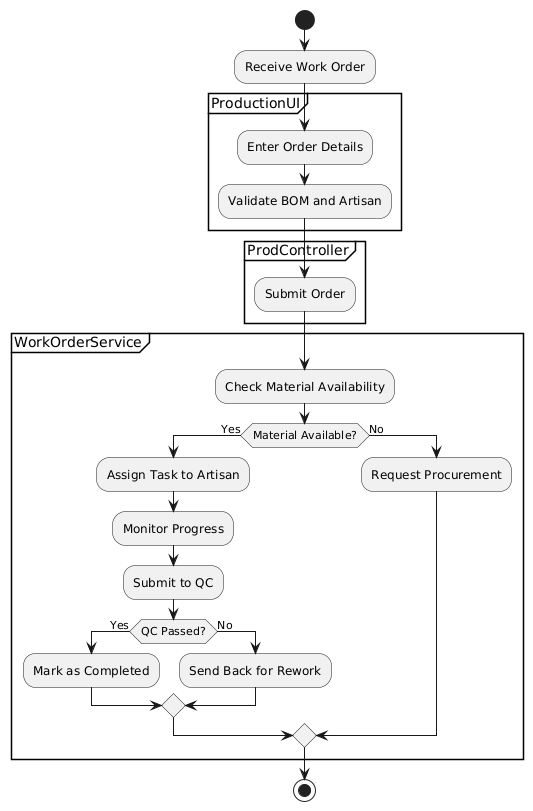 Receive Work Order
ProductionUI
Enter Order Details
Validate BOM and Artisan
ProdController
Submit Order
WorkOrderService
Check Material Availability
Yes
Material Available?
No
Assign Task to Artisan
Request Procurement
Monitor Progress
Submit to QC
Yes
QC Passed?
No
Mark as Completed
Send Back for Rework